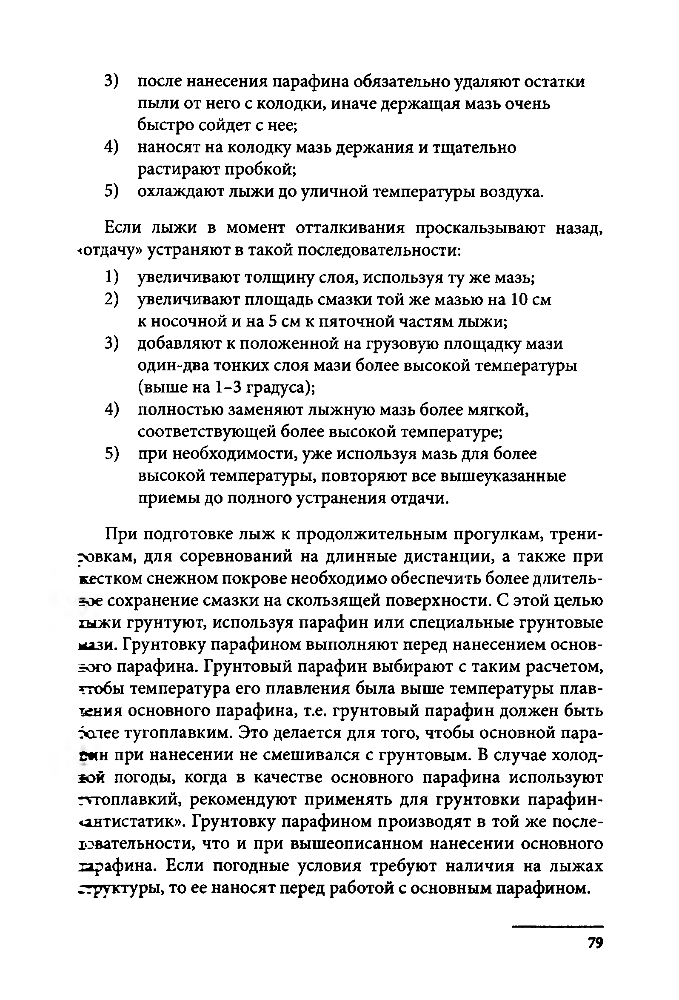 3) после нанесения парафина обязательно удаляют остатки
пыли от него с колодки, иначе держащая мазь очень
быстро сойдет с нее;
4) наносят на колодку мазь держания и тщательно
растирают пробкой;
5) охлаждают лыжи до уличной температуры воздуха.
Если лыжи в момент отталкивания проскальзывают назад,
«отдачу» устраняют в такой последовательности:
1) увеличивают толщину слоя, используя ту же мазь;
2) увеличивают площадь смазки той же мазью на 10 см
к носочной и на 5 см к пяточной частям лыжи;
3) добавляют к положенной на грузовую площадку мази
один-два тонких слоя мази более высокой температуры
(выше на 1–3 градуса);
4) полностью заменяют лыжную мазь более мягкой,
соответствующей более высокой температуре;
5) при необходимости, уже используя мазь для более
высокой температуры, повторяют все вышеуказанные
приемы до полного устранения отдачи.
При подготовке лыж к продолжительным прогулкам, трени-
ровкам, для соревнований на длинные дистанции, а также при
жестком снежном покрове необходимо обеспечить более длитель-
ное сохранение смазки на скользящей поверхности. С этой целью
лыжи грунтуют, используя парафин или специальные грунтовые
мази. Грунтовку парафином выполняют перед нанесением основ-
ного парафина. Грунтовый парафин выбирают с таким расчетом,
чтобы температура его плавления была выше температуры плав-
ления основного парафина, т.е. грунтовый парафин должен быть
более тугоплавким. Это делается для того, чтобы основной пара-
фин при нанесении не смешивался с грунтовым. В случае холод-
ной погоды, когда в качестве основного парафина используют
тугоплавкий, рекомендуют применять для грунтовки парафин-
«антистатик». Грунтовку парафином производят в той же после-
довательности, что и при вышеописанном нанесении основного
парафина. Если погодные условия требуют наличия на лыжах
структуры, то ее наносят перед работой с основным парафином.
79